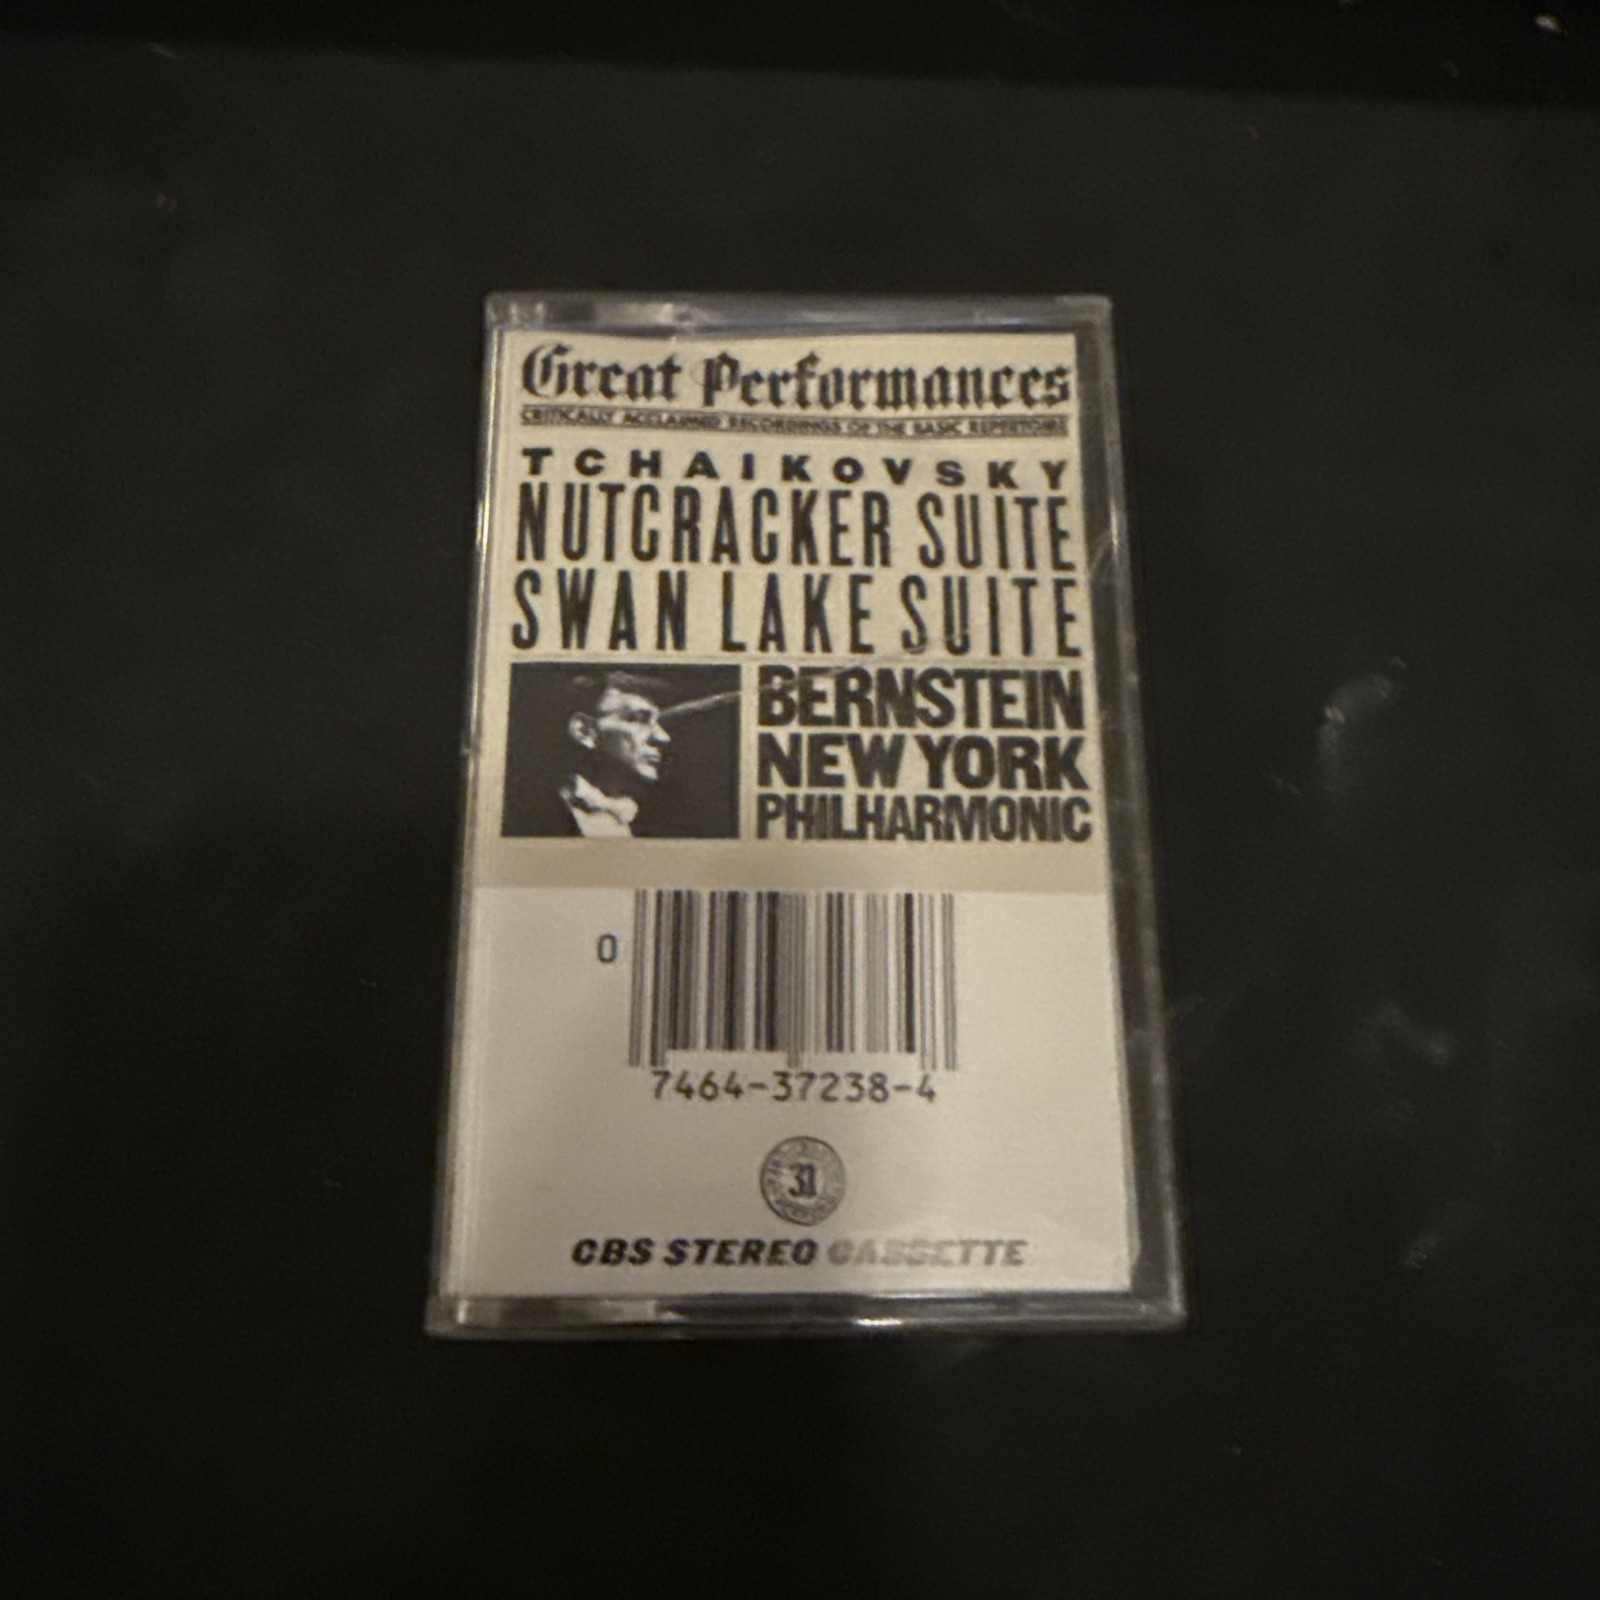 Great Performances
CRITICALLY ACCLAIMED RECORDINGS OF THE BASIC REPERTOIRE
TCHAIKOVSKY
NUTCRACKER SUITE
SWAN LAKE SUITE
BERNSTEIN
NEW YORK
PHILHARMONIC
0
7464-37238-4
31
CBS STEREO CASSETTE